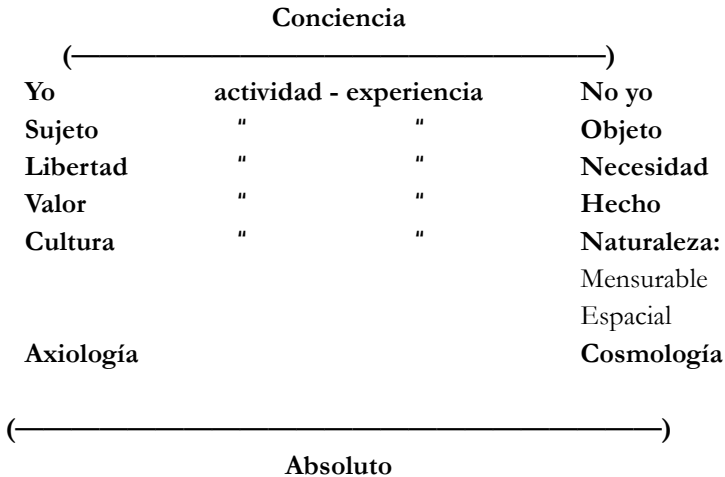 Conciencia
(————————————————————)
Yo actividad - experiencia No yo
Sujeto " " Objeto
Libertad " " Necesidad
Valor " " Hecho
Cultura " " Naturaleza:
Mensurable
Espacial
Axiología Cosmología
(————————————————————————)
Absoluto